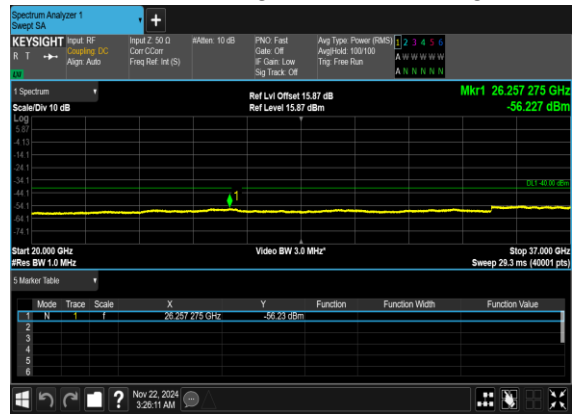 Spectrum Analyzer 1
Swept SA
+
KEYSIGHT
R T
LW
Input: RF
Coupling: DC
Align: Auto
Input Z: 50 Ω
Corr CCorr
Freq Ref: Int (S)
#Atten: 10 dB
PNO: Fast
Gate: Off
IF Gain: Low
Sig Track: Off
Avg Type: Power (RMS)
Avg|Hold: 100/100
Trig: Free Run
1 2 3 4 5 6
A W W W W W
A N N N N N
1 Spectrum
Scale/Div 10 dB
Ref Lvl Offset 15.87 dB
Ref Level 15.87 dBm
Mkr1 26.257 275 GHz
-56.227 dBm
Log
5.87
-4.13
-14.1
-24.1
-34.1
DL1 -40.00 dBm
-44.1
1
-54.1
-64.1
-74.1
Start 20.000 GHz
#Res BW 1.0 MHz
Video BW 3.0 MHz*
Stop 37.000 GHz
Sweep 29.3 ms (40001 pts)
5 Marker Table
Mode Trace Scale X Y Function Function Width Function Value
1 N 1 f 26.257 275 GHz -56.23 dBm
2
3
4
5
6
?
Nov 22, 2024
3:26:11 AM